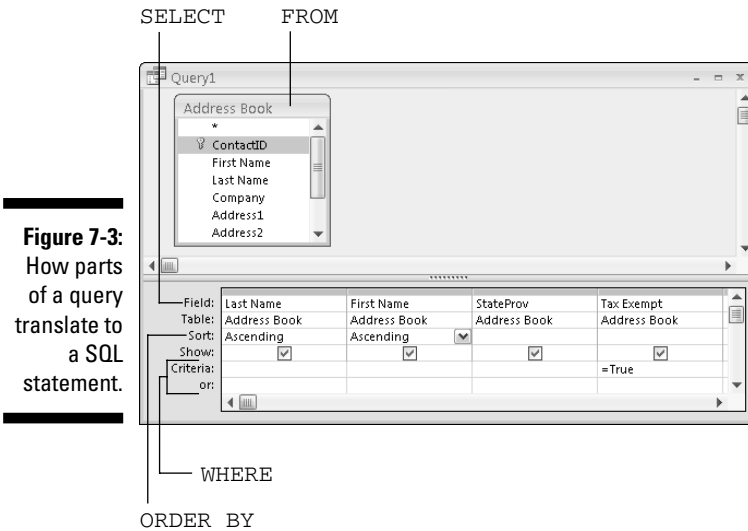 SELECT FROM
Query1
Address Book
*
ContactID
First Name
Last Name
Company
Address1
Address2
Figure 7-3:
How parts
of a query
translate to
a SQL
statement.
Field: Last Name First Name StateProv Tax Exempt
Table: Address Book Address Book Address Book Address Book
Sort: Ascending Ascending
Show:
Criteria: =True
or:
WHERE
ORDER BY